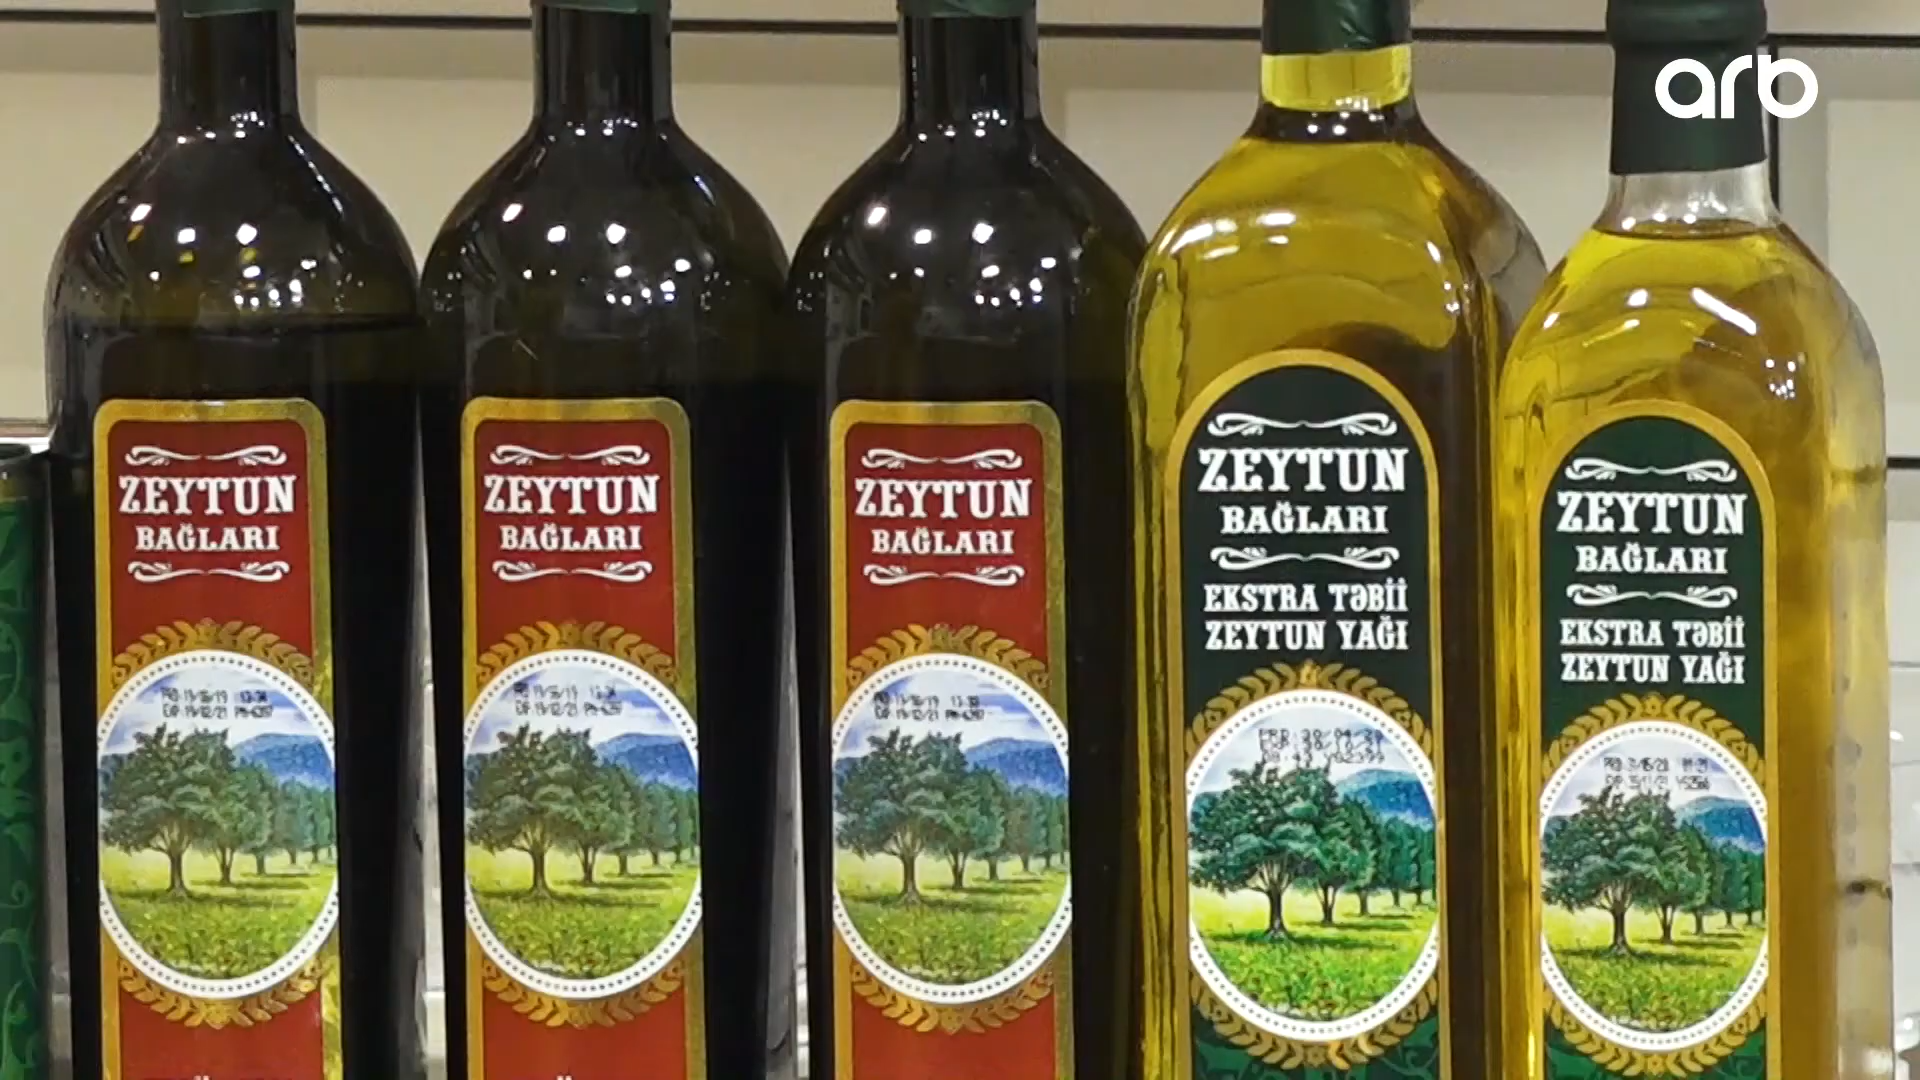 arb
ZEYTUN
BAĞLARI
ZEYTUN
BAĞLARI
ZEYTUN
BAĞLARI
ZEYTUN
BAĞLARI
EKSTRA TƏBİİ
ZEYTUN YAĞI
ZEYTUN
BAĞLARI
EKSTRA TƏBİİ
ZEYTUN YAĞI